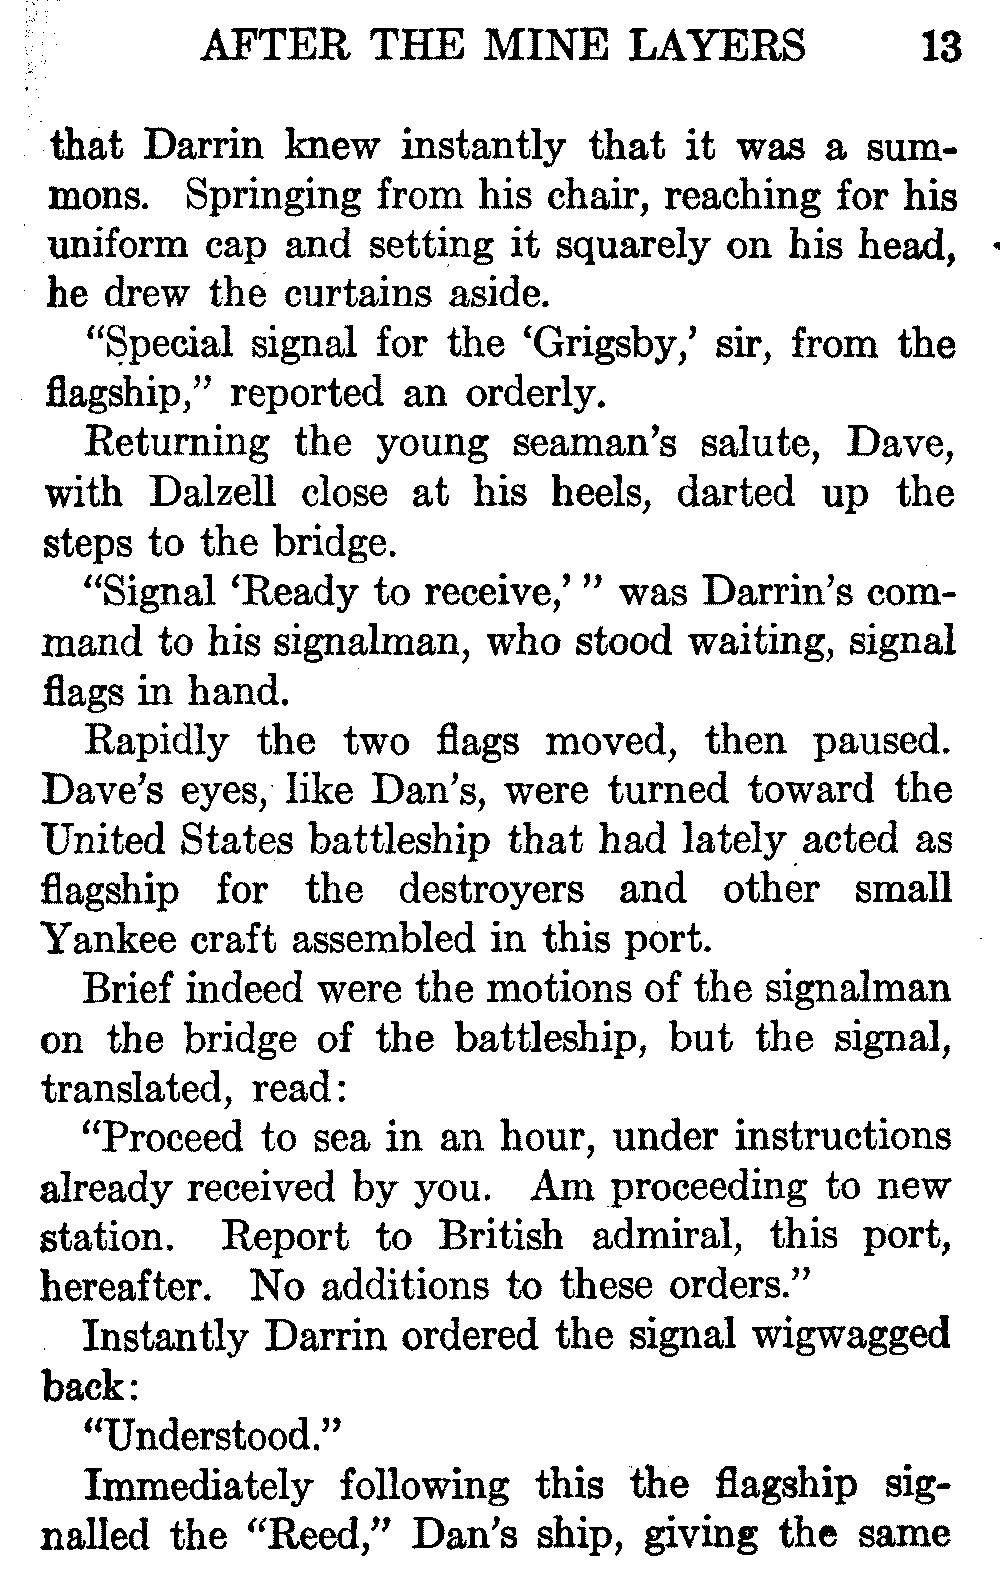 AFTER THE MINE LAYERS 13
that Darrin knew instantly that it was a sum-
mons. Springing from his chair, reaching for his
uniform cap and setting it squarely on his head,
he drew the curtains aside.
“Special signal for the ‘Grigsby,’ sir, from the
flagship,” reported an orderly.
Returning the young seaman’s salute, Dave,
with Dalzell close at his heels, darted up the
steps to the bridge.
“Signal ‘Ready to receive,’ ” was Darrin’s com-
mand to his signalman, who stood waiting, signal
flags in hand.
Rapidly the two flags moved, then paused.
Dave’s eyes, like Dan’s, were turned toward the
United States battleship that had lately acted as
flagship for the destroyers and other small
Yankee craft assembled in this port.
Brief indeed were the motions of the signalman
on the bridge of the battleship, but the signal,
translated, read:
“Proceed to sea in an hour, under instructions
already received by you. Am proceeding to new
station. Report to British admiral, this port,
hereafter. No additions to these orders.”
Instantly Darrin ordered the signal wigwagged
back:
“Understood.”
Immediately following this the flagship sig-
nalled the “Reed,” Dan’s ship, giving the same